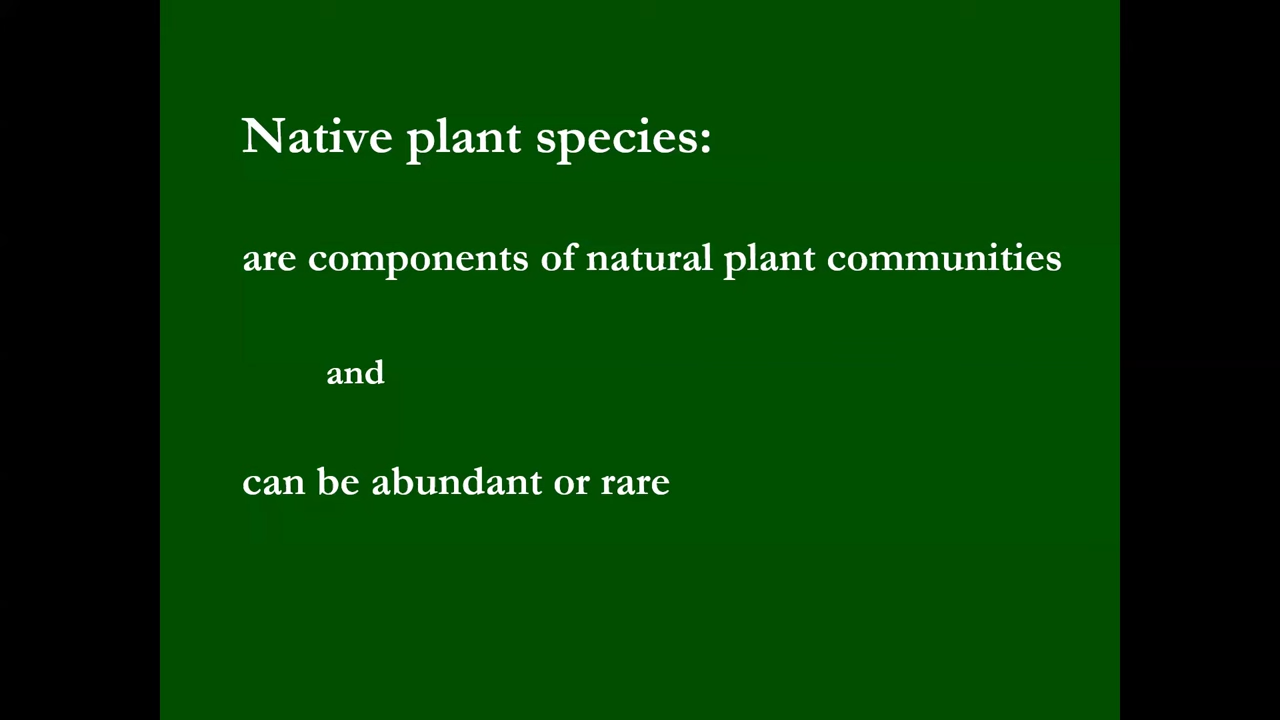 Native plant species:
are components of natural plant communities
and
can be abundant or rare